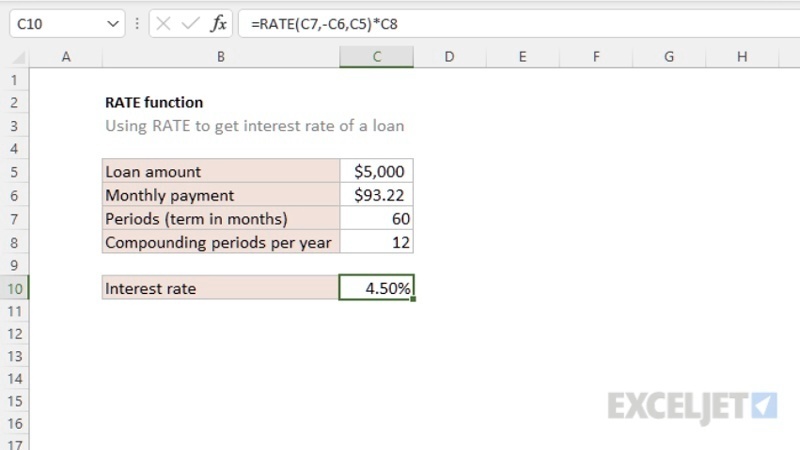 C10 fx =RATE(C7,-C6,C5)*C8
A B C D E F G H
1
2 RATE function
3 Using RATE to get interest rate of a loan
4
5 Loan amount $5,000
6 Monthly payment $93.22
7 Periods (term in months) 60
8 Compounding periods per year 12
9
10 Interest rate 4.50%
11
12
13
14
15 EXCELJET
16
17